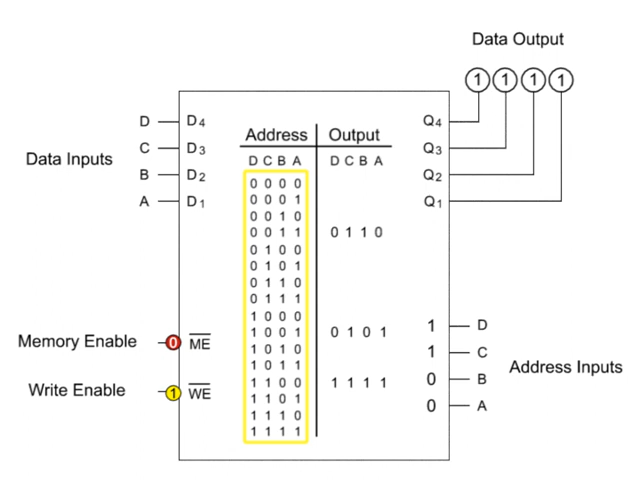 Data Output
1 1 1 1
D D4 Q4
Address Output
C D3 Q3
Data Inputs
D C B A D C B A
B D2 Q2
0 0 0 0
A D1 Q1
0 0 0 1
0 0 1 0
0 0 1 1 0 1 1 0
0 1 0 0
0 1 0 1
0 1 1 0
0 1 1 1
1 0 0 0
1 D
1 0 0 1 0 1 0 1
Memory Enable 0 ME
1 0 1 0
1 C
1 0 1 1
Address Inputs
1 1 0 0 1 1 1 1
0 B
Write Enable 1 WE
1 1 0 1
0 A
1 1 1 0
1 1 1 1